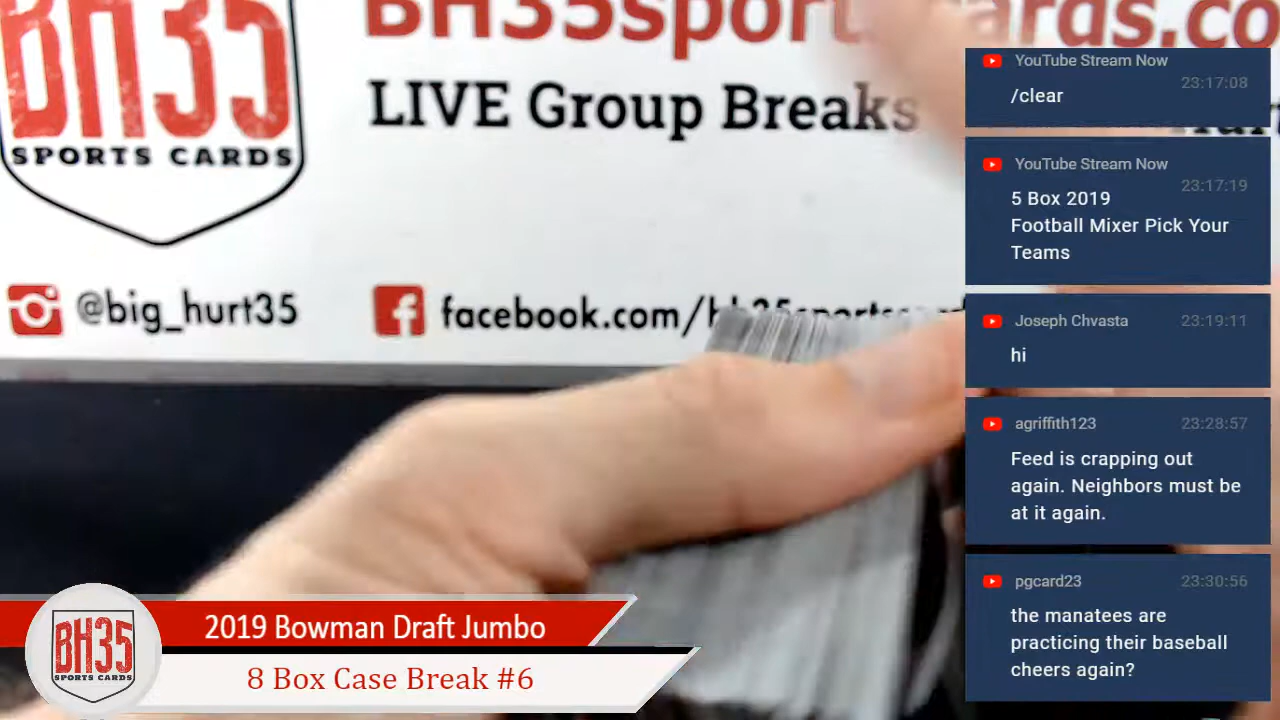 BH35
SPORTS CARDS
LIVE Group Breaks
@big_hurt35
facebook.com/bh35sportscard
YouTube Stream Now
23:17:08
/clear
YouTube Stream Now
23:17:19
5 Box 2019
Football Mixer Pick Your
Teams
Joseph Chvasta
23:19:11
hi
agriffith123
23:28:57
Feed is crapping out
again. Neighbors must be
at it again.
pgcard23
23:30:56
the manatees are
practicing their baseball
cheers again?
BH35
SPORTS CARDS
2019 Bowman Draft Jumbo
8 Box Case Break #6